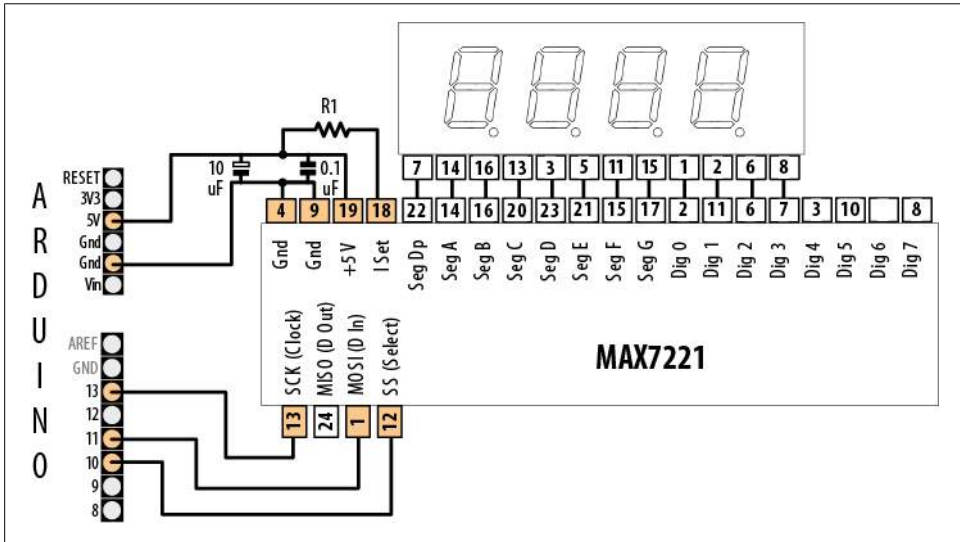 R1
10
uF
0.1
uF
ARDUINO
RESET
3V3
5V
Gnd
Gnd
Vin
7 14 16 13 3 5 11 15 1 2 6 8
4 9 19 18 22 14 16 20 23 21 15 17 2 11 6 7 3 10 8
Gnd
Gnd
+5V
I Set
Seg Dp
Seg A
Seg B
Seg C
Seg D
Seg E
Seg F
Seg G
Dig 0
Dig 1
Dig 2
Dig 3
Dig 4
Dig 5
Dig 6
Dig 7
AREF
GND
13
12
11
10
9
8
SCK (Clock)
MISO (D Out)
MOSI (D In)
SS (Select)
MAX7221
13 24 1 12